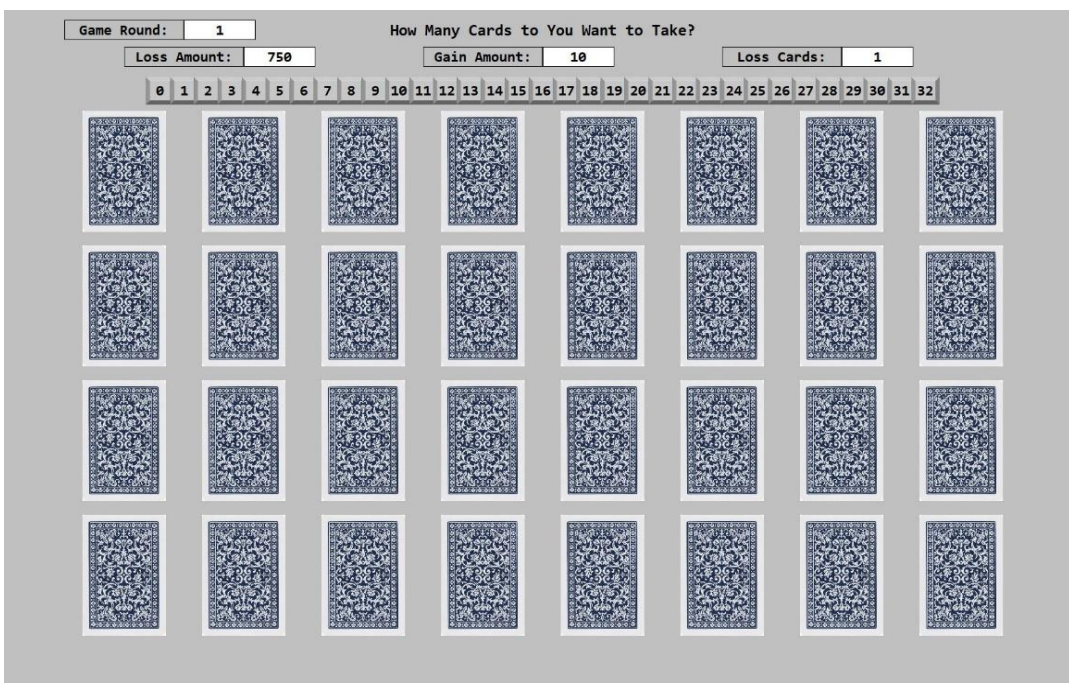 Game Round: 1 How Many Cards to You Want to Take?
Loss Amount: 750 Gain Amount: 10 Loss Cards: 1
0 1 2 3 4 5 6 7 8 9 10 11 12 13 14 15 16 17 18 19 20 21 22 23 24 25 26 27 28 29 30 31 32